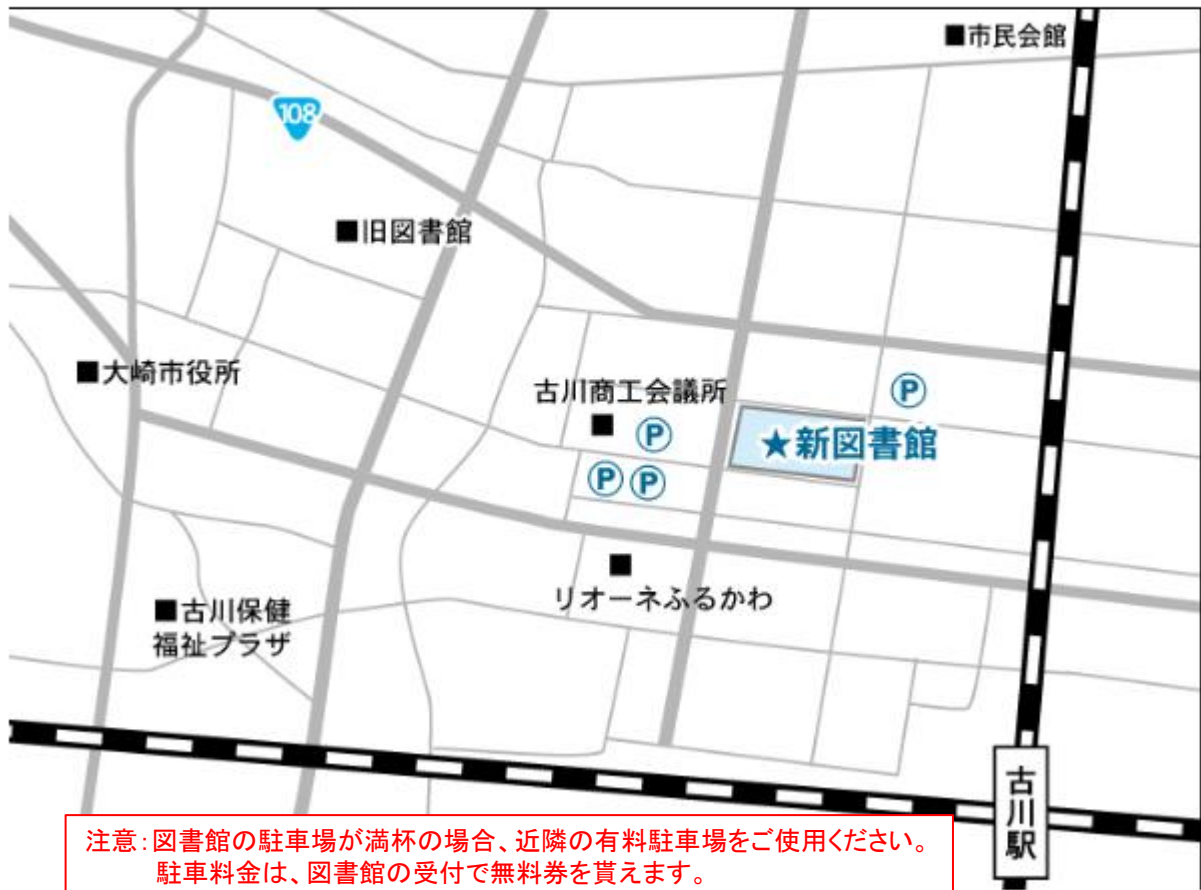 ■市民会館
108
■旧図書館
■大崎市役所
古川商工会議所
■
P
P
★新図書館
P P
■
リオーネふるかわ
■古川保健
福祉プラザ
古川駅
注意：図書館の駐車場が満杯の場合、近隣の有料駐車場をご使用ください。
駐車料金は、図書館の受付で無料券を貰えます。